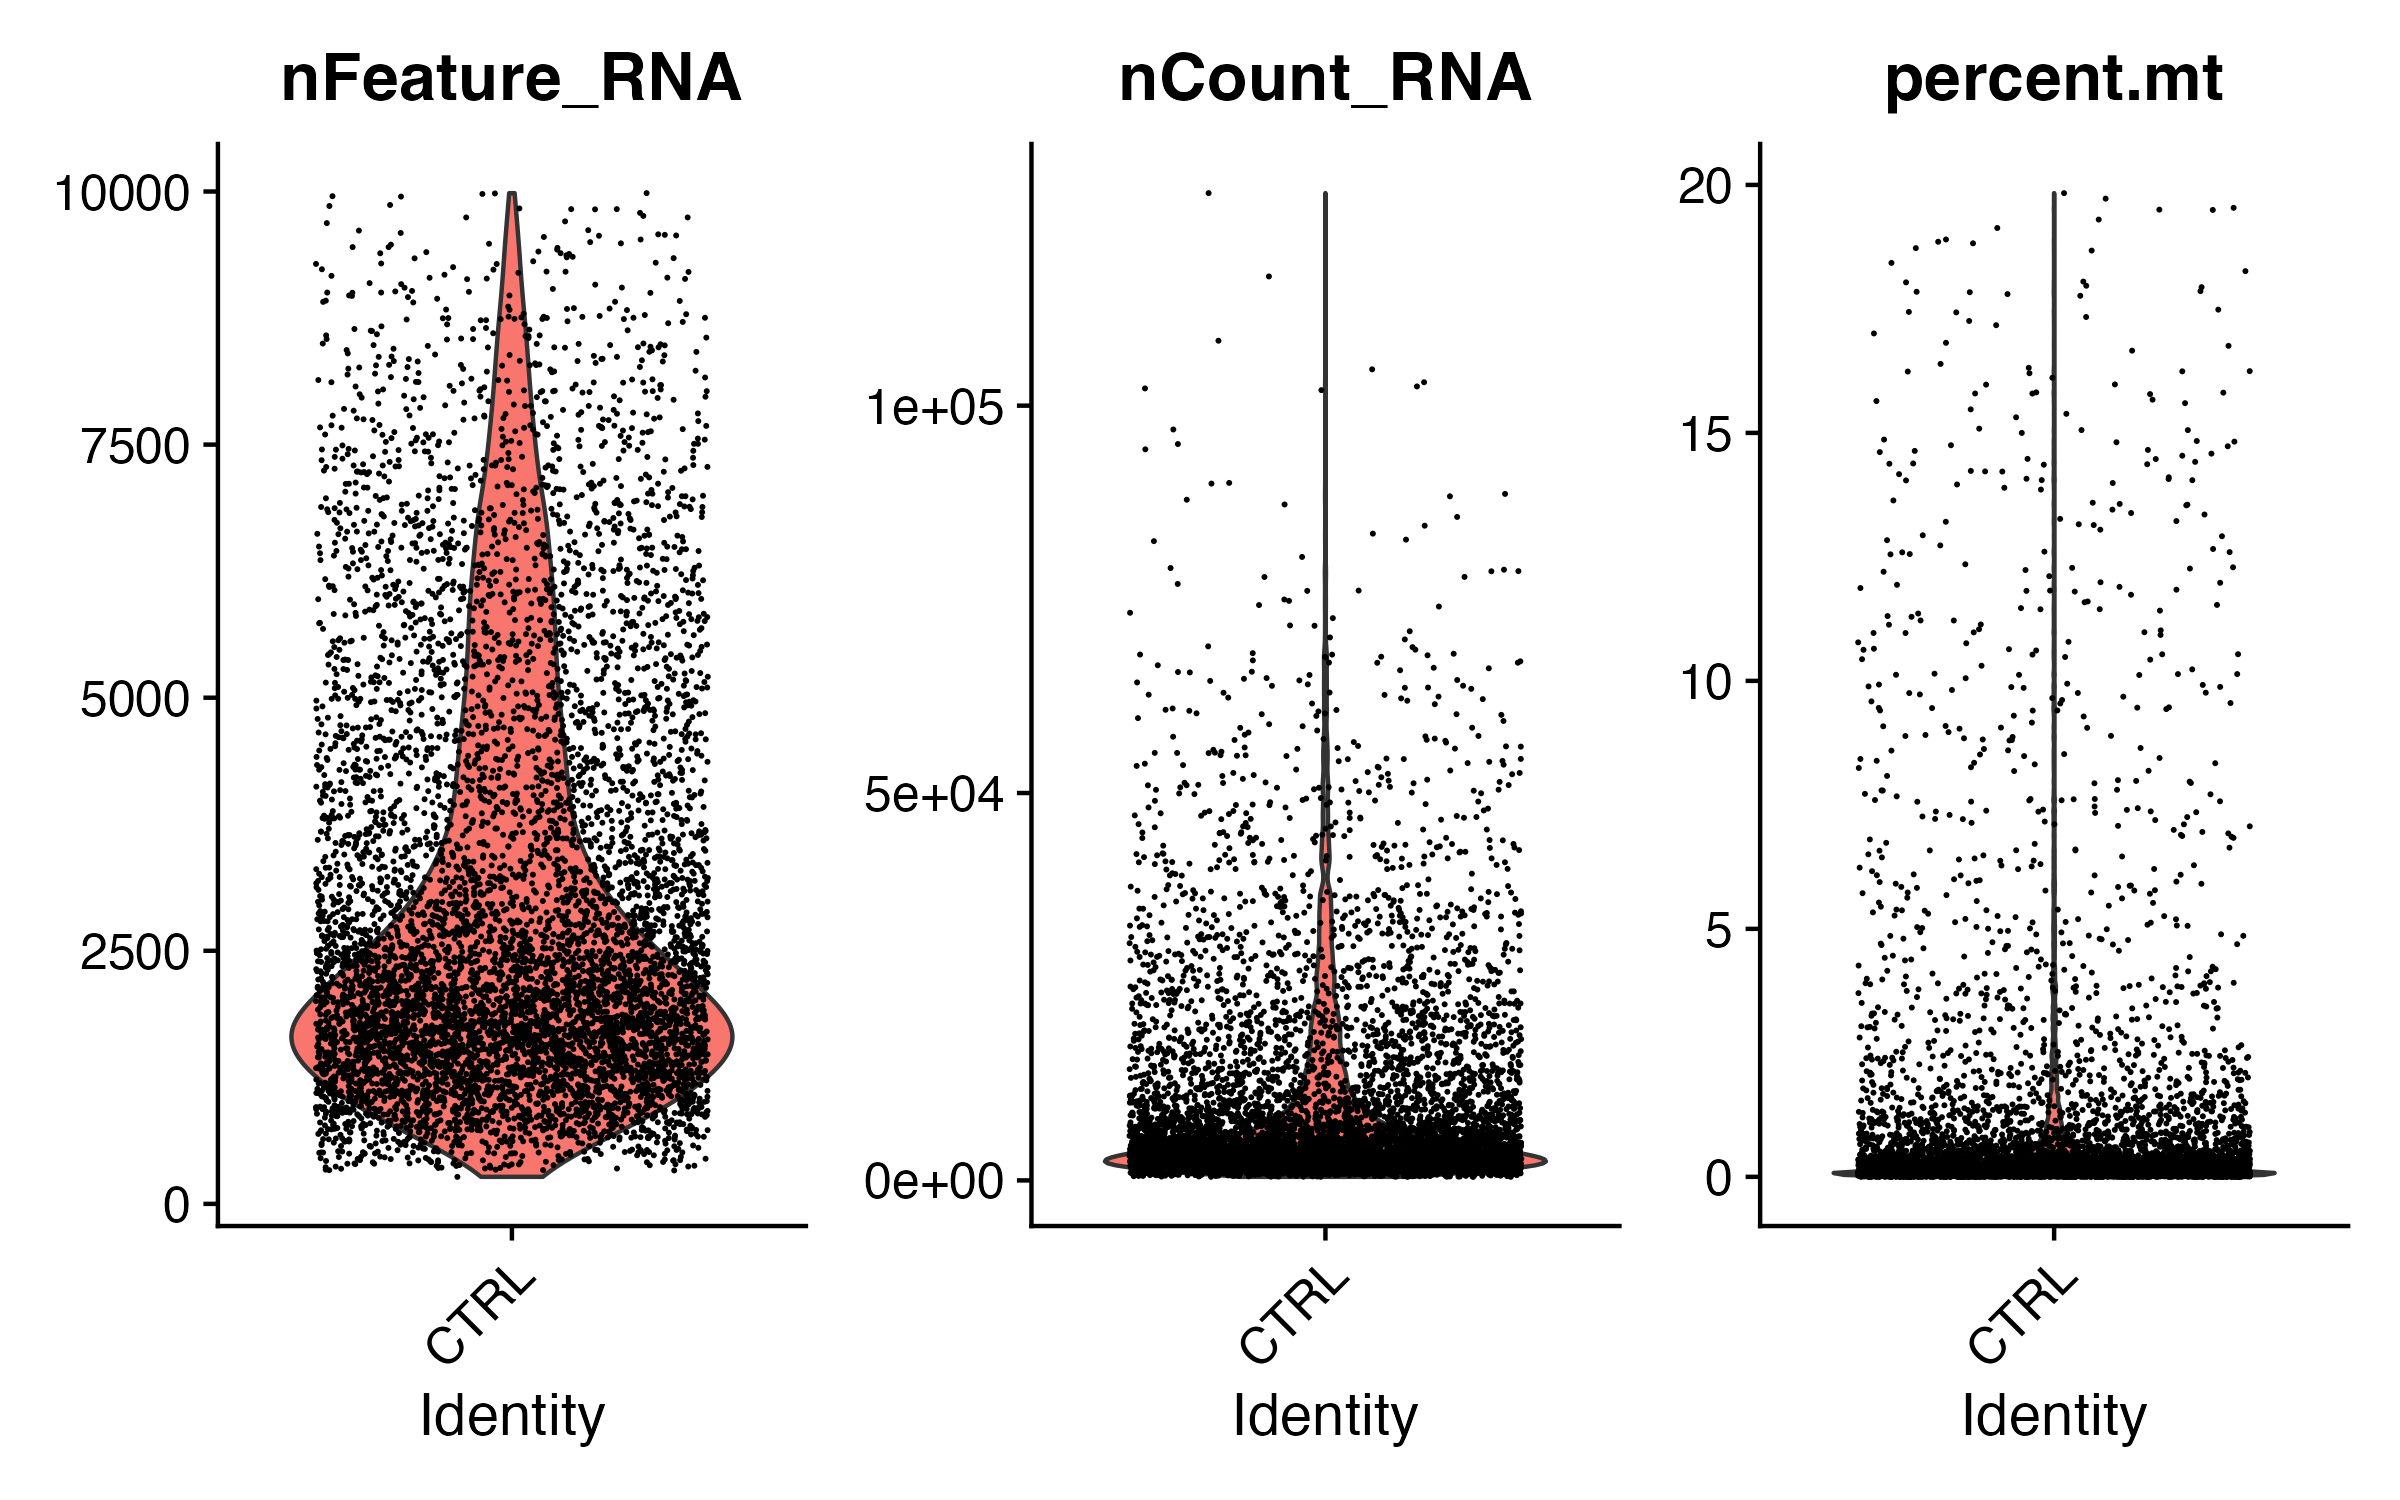 nFeature_RNA
10000
7500
5000
2500
0
CTRL
Identity
nCount_RNA
1e+05
5e+04
0e+00
CTRL
Identity
percent.mt
20
15
10
5
0
CTRL
Identity